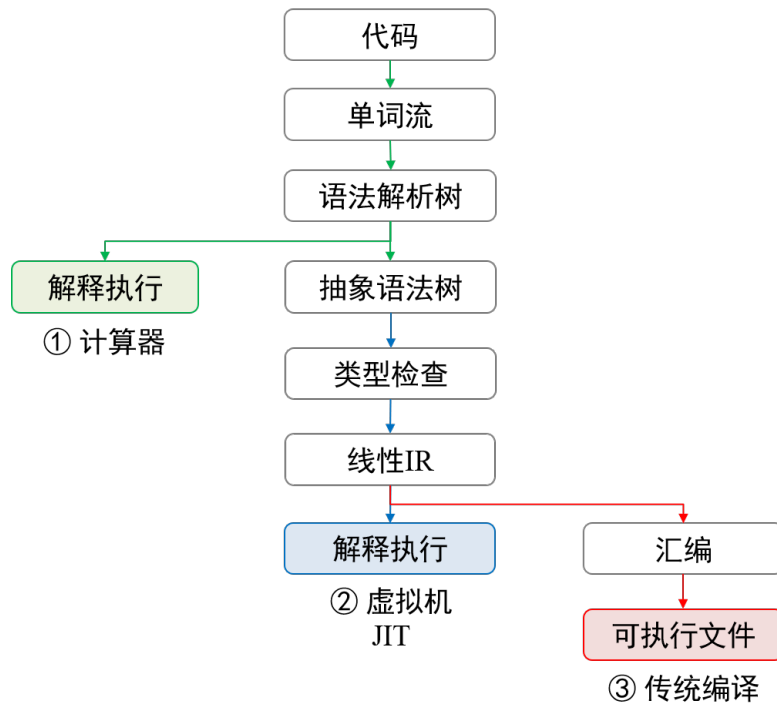 代码
单词流
语法解析树
解释执行
抽象语法树
① 计算器
类型检查
线性IR
解释执行
汇编
② 虚拟机
JIT
可执行文件
③ 传统编译